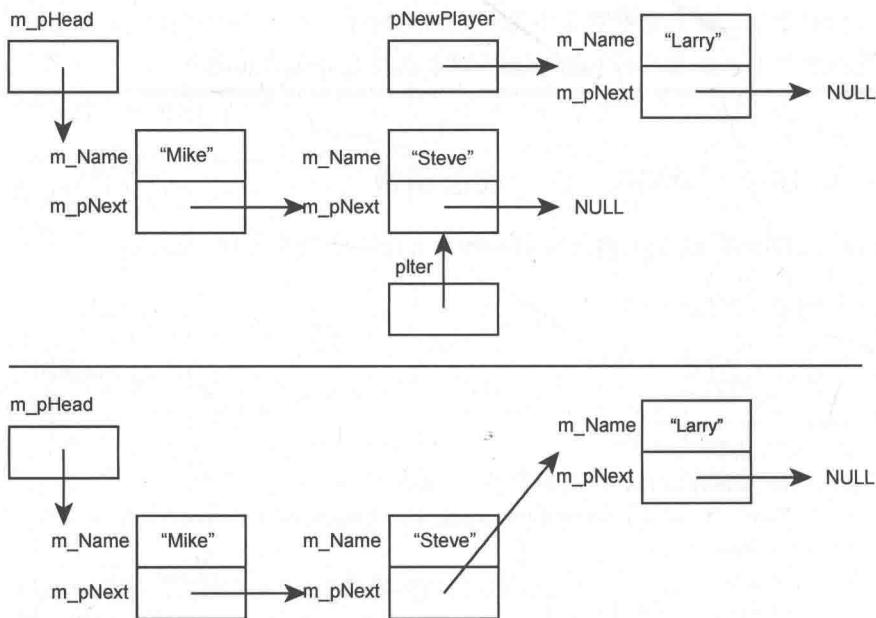 m_pHead
pNewPlayer
m_Name "Larry"
m_pNext
NULL
m_Name "Mike"
m_Name "Steve"
m_pNext
m_pNext
NULL
pIter
m_pHead
m_Name "Larry"
m_pNext
NULL
m_Name "Mike"
m_Name "Steve"
m_pNext
m_pNext